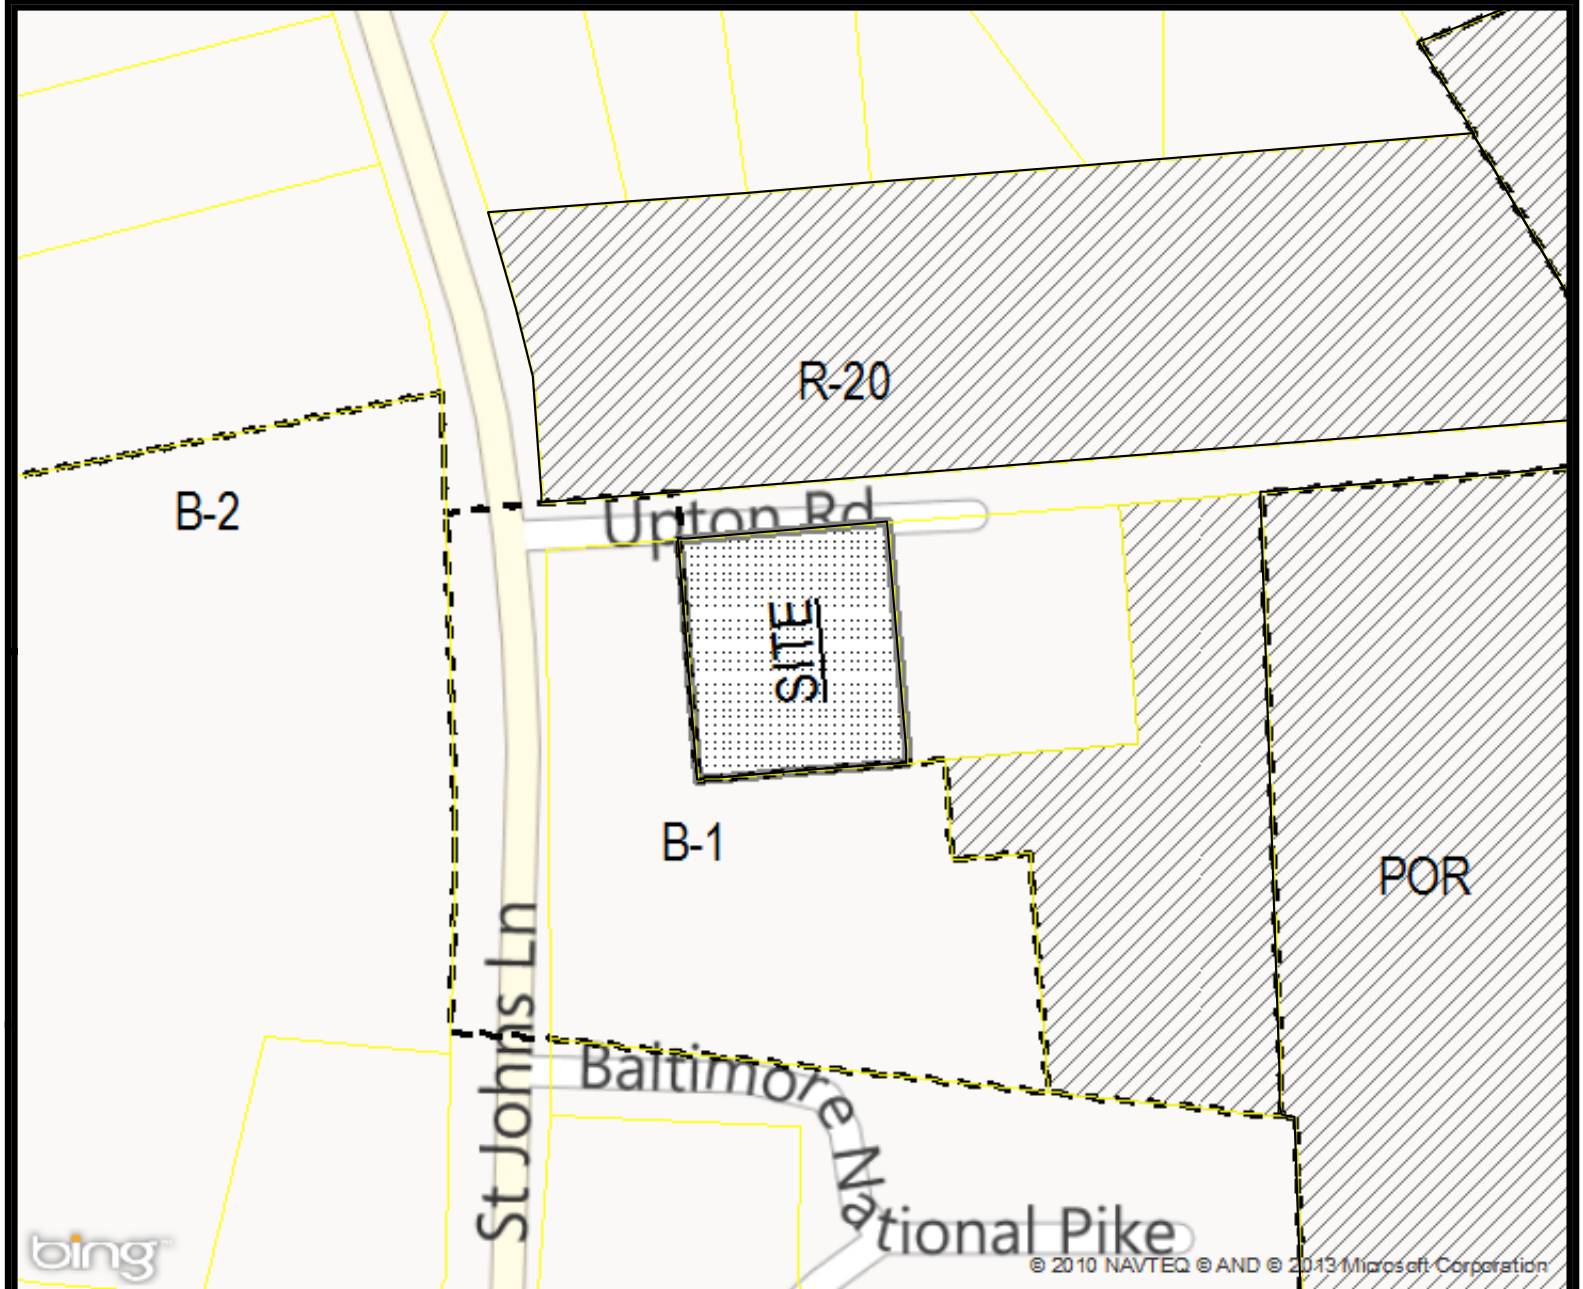 R-20
B-2
Upton Rd
SITE
B-1
POR
St Johns Ln
Baltimore National Pike
bing™
© 2010 NAVTEQ © AND © 2013 Microsoft Corporation